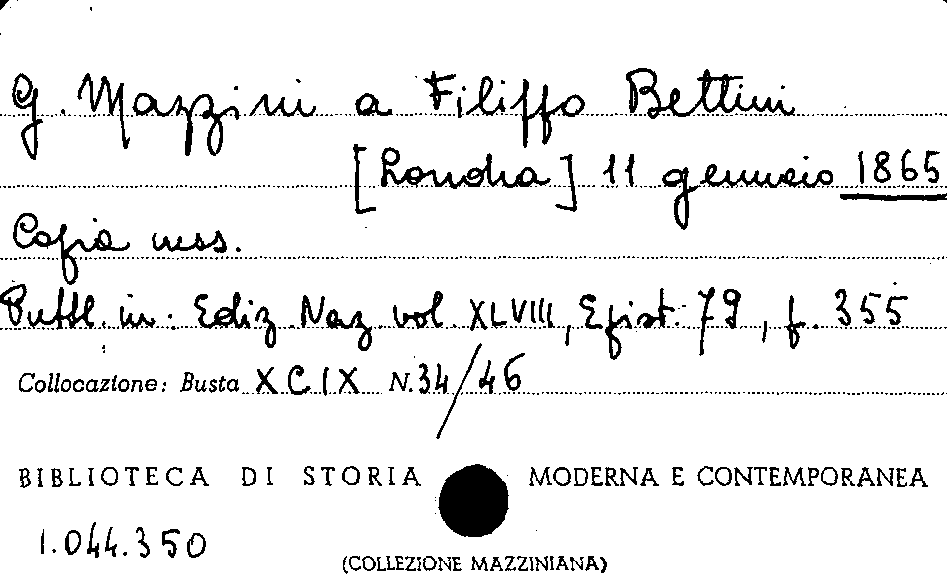 G. Mazzini a Filippo Bettini
[Londra] 11 gennaio 1865
Copia mss.
Pubbl. in: Ediz. Naz. vol. XLVIII, Epist. 79, p. 355
Collocazione: Busta XCIX N. 34/46
BIBLIOTECA DI STORIA MODERNA E CONTEMPORANEA
1.044.350
(COLLEZIONE MAZZINIANA)